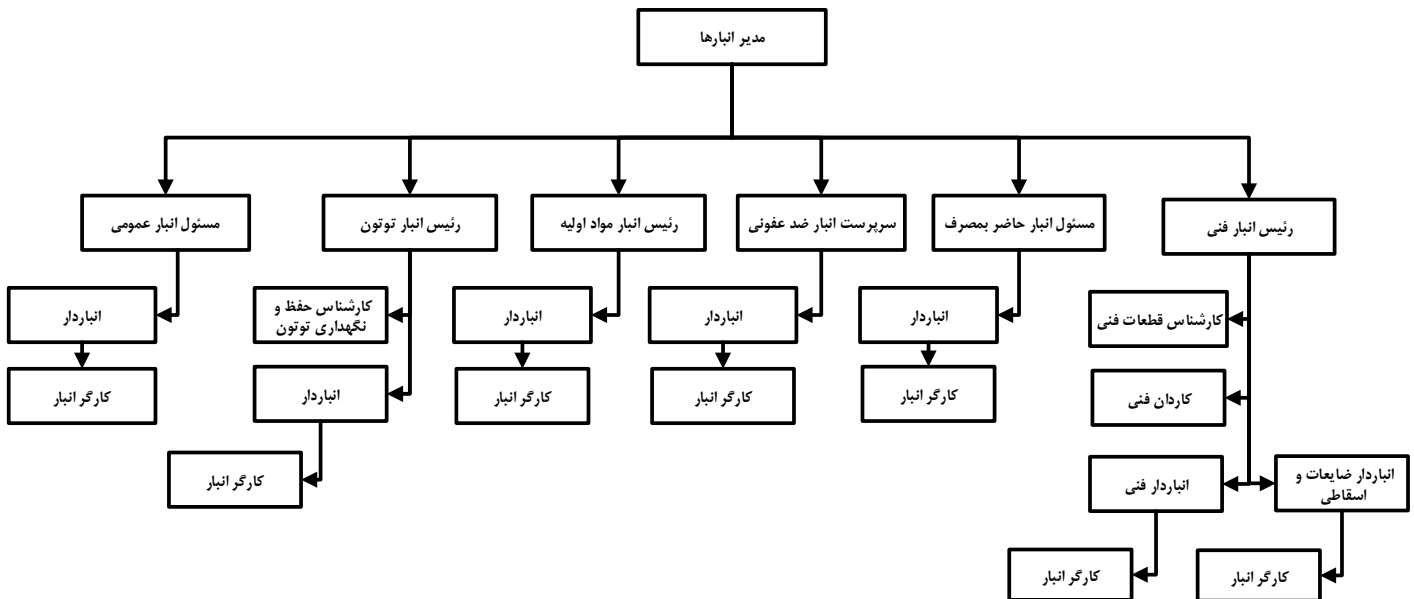 مدیر انبارها
رئیس انبار فنی
مسئول انبار حاضر بمصرف
سرپرست انبار ضد عفونی
رئیس انبار مواد اولیه
رئیس انبار توتون
مسئول انبار عمومی
کارشناس قطعات فنی
انباردار
انباردار
انباردار
کارشناس حفظ و
نگهداری توتون
انباردار
کاردان فنی
کارگر انبار
کارگر انبار
کارگر انبار
انباردار
کارگر انبار
انباردار ضایعات و
اسقاطی
انباردار فنی
کارگر انبار
کارگر انبار
کارگر انبار